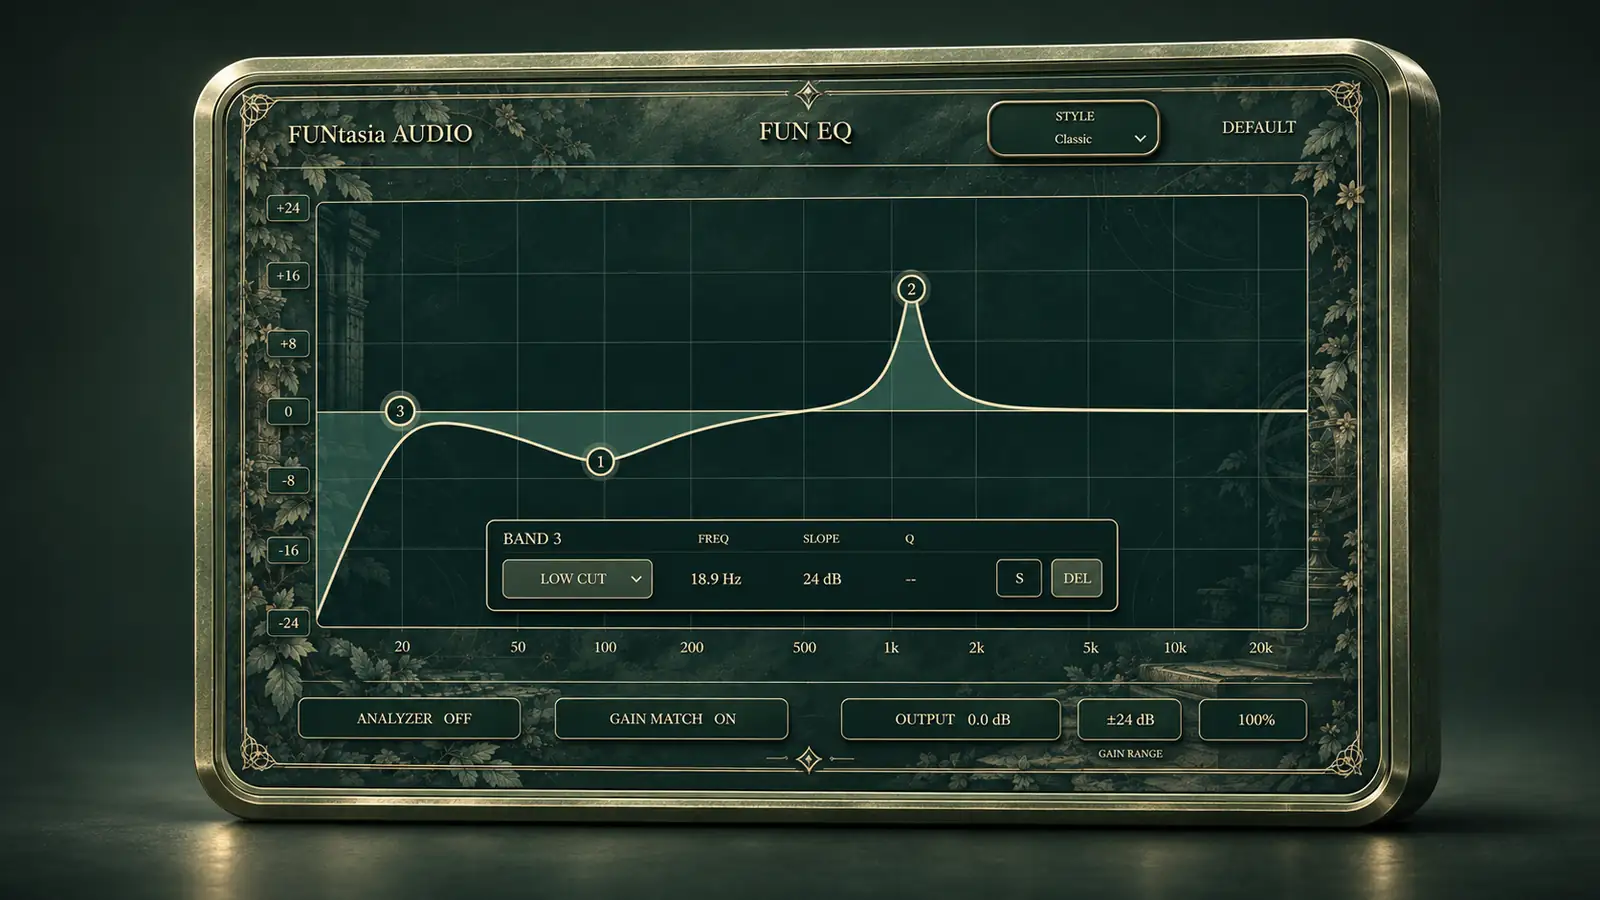 FUNtasia AUDIO
FUN EQ
STYLE
Classic
DEFAULT
+24
+16
+8
0
-8
-16
-24
3
1
2
BAND 3
FREQ
SLOPE
Q
LOW CUT
18.9 Hz
24 dB
--
S
DEL
20
50
100
200
500
1k
2k
5k
10k
20k
ANALYZER OFF
GAIN MATCH ON
OUTPUT 0.0 dB
±24 dB
100%
GAIN RANGE